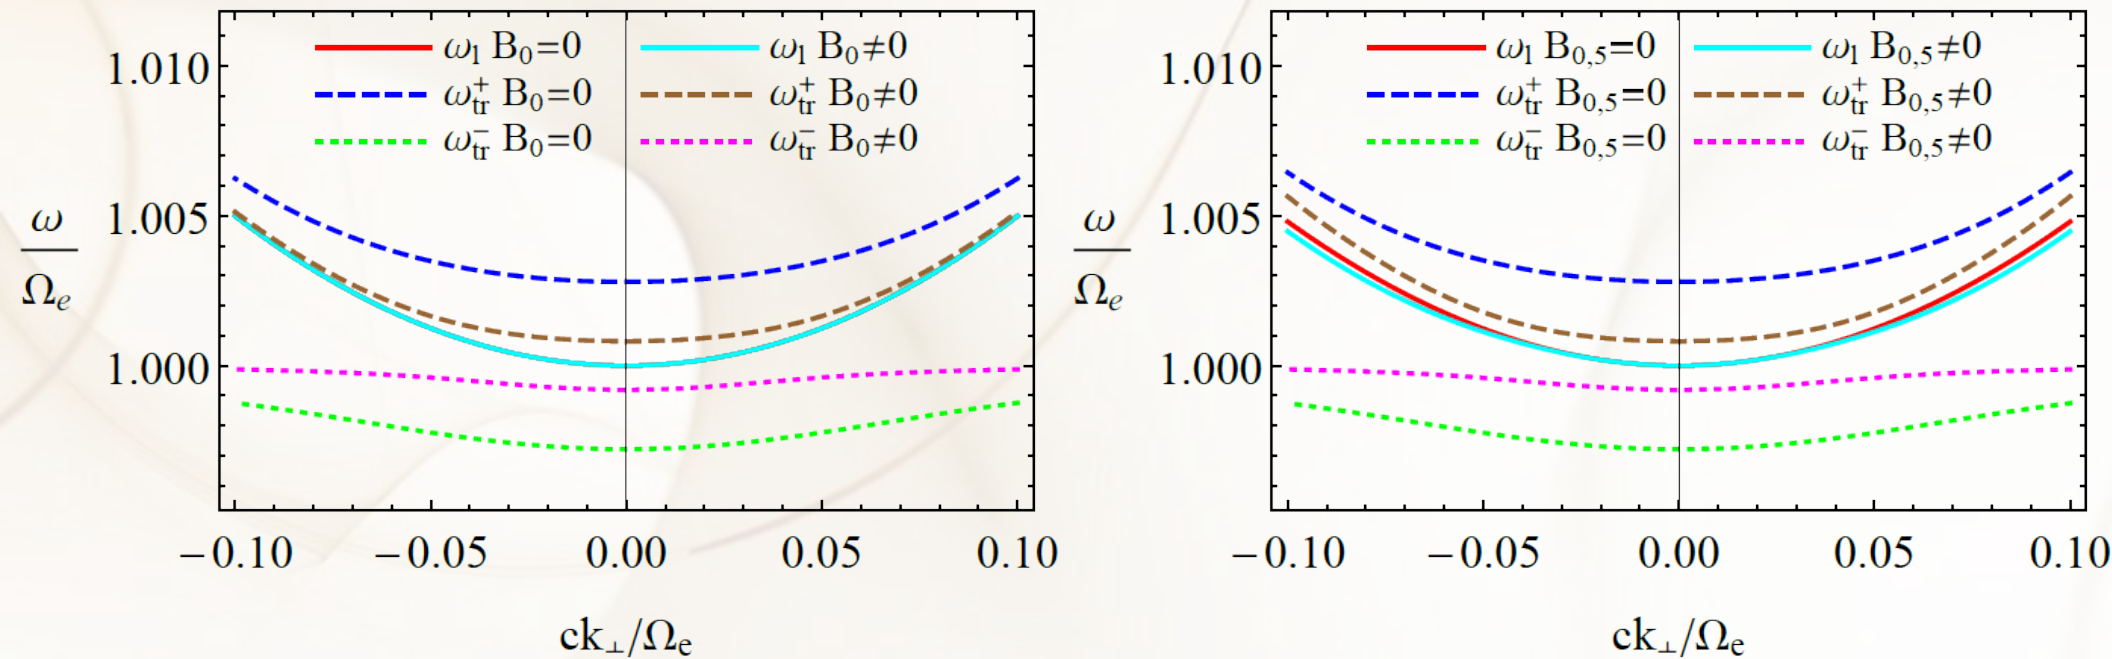 ω_l B_0=0 ω_l B_0≠0
ω_tr^+ B_0=0 ω_tr^+ B_0≠0
ω_tr^- B_0=0 ω_tr^- B_0≠0
1.010
1.005
1.000
ω/Ω_e
−0.10 −0.05 0.00 0.05 0.10
ck_⊥/Ω_e
ω_l B_0,5=0 ω_l B_0,5≠0
ω_tr^+ B_0,5=0 ω_tr^+ B_0,5≠0
ω_tr^- B_0,5=0 ω_tr^- B_0,5≠0
1.010
1.005
1.000
ω/Ω_e
−0.10 −0.05 0.00 0.05 0.10
ck_⊥/Ω_e